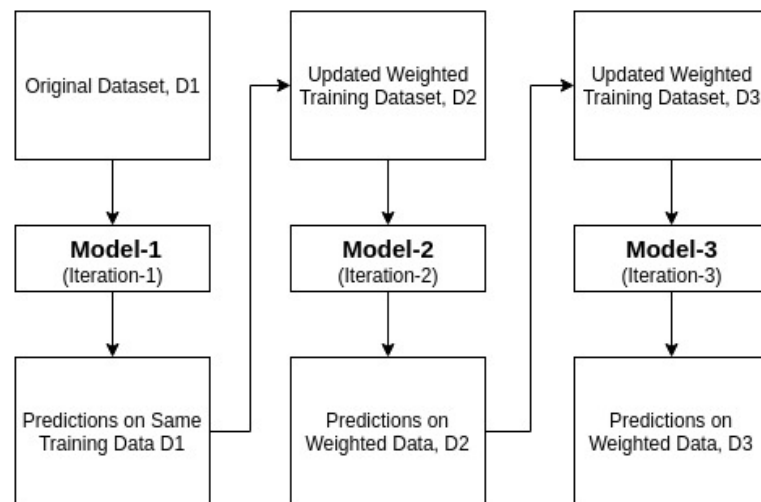 Original Dataset, D1
Model-1
(Iteration-1)
Predictions on Same
Training Data D1
Updated Weighted
Training Dataset, D2
Model-2
(Iteration-2)
Predictions on
Weighted Data, D2
Updated Weighted
Training Dataset, D3
Model-3
(Iteration-3)
Predictions on
Weighted Data, D3